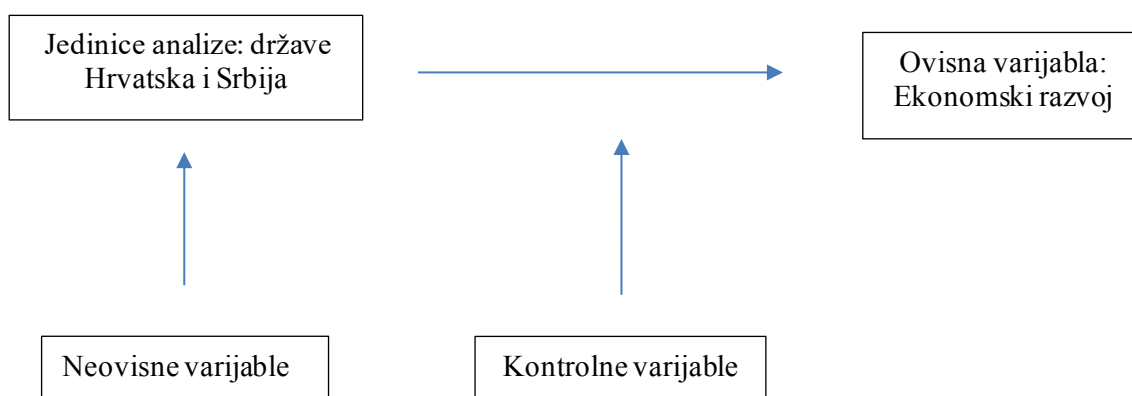 Jedinice analize: države
Hrvatska i Srbija
Ovisna varijabla:
Ekonomski razvoj
Neovisne varijable
Kontrolne varijable